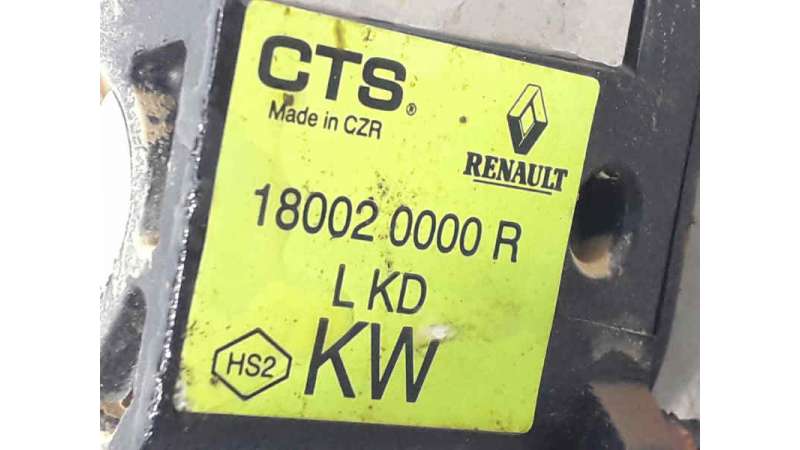 CTS®
Made in CZR
RENAULT
18002 0000 R
L KD
HS2
KW